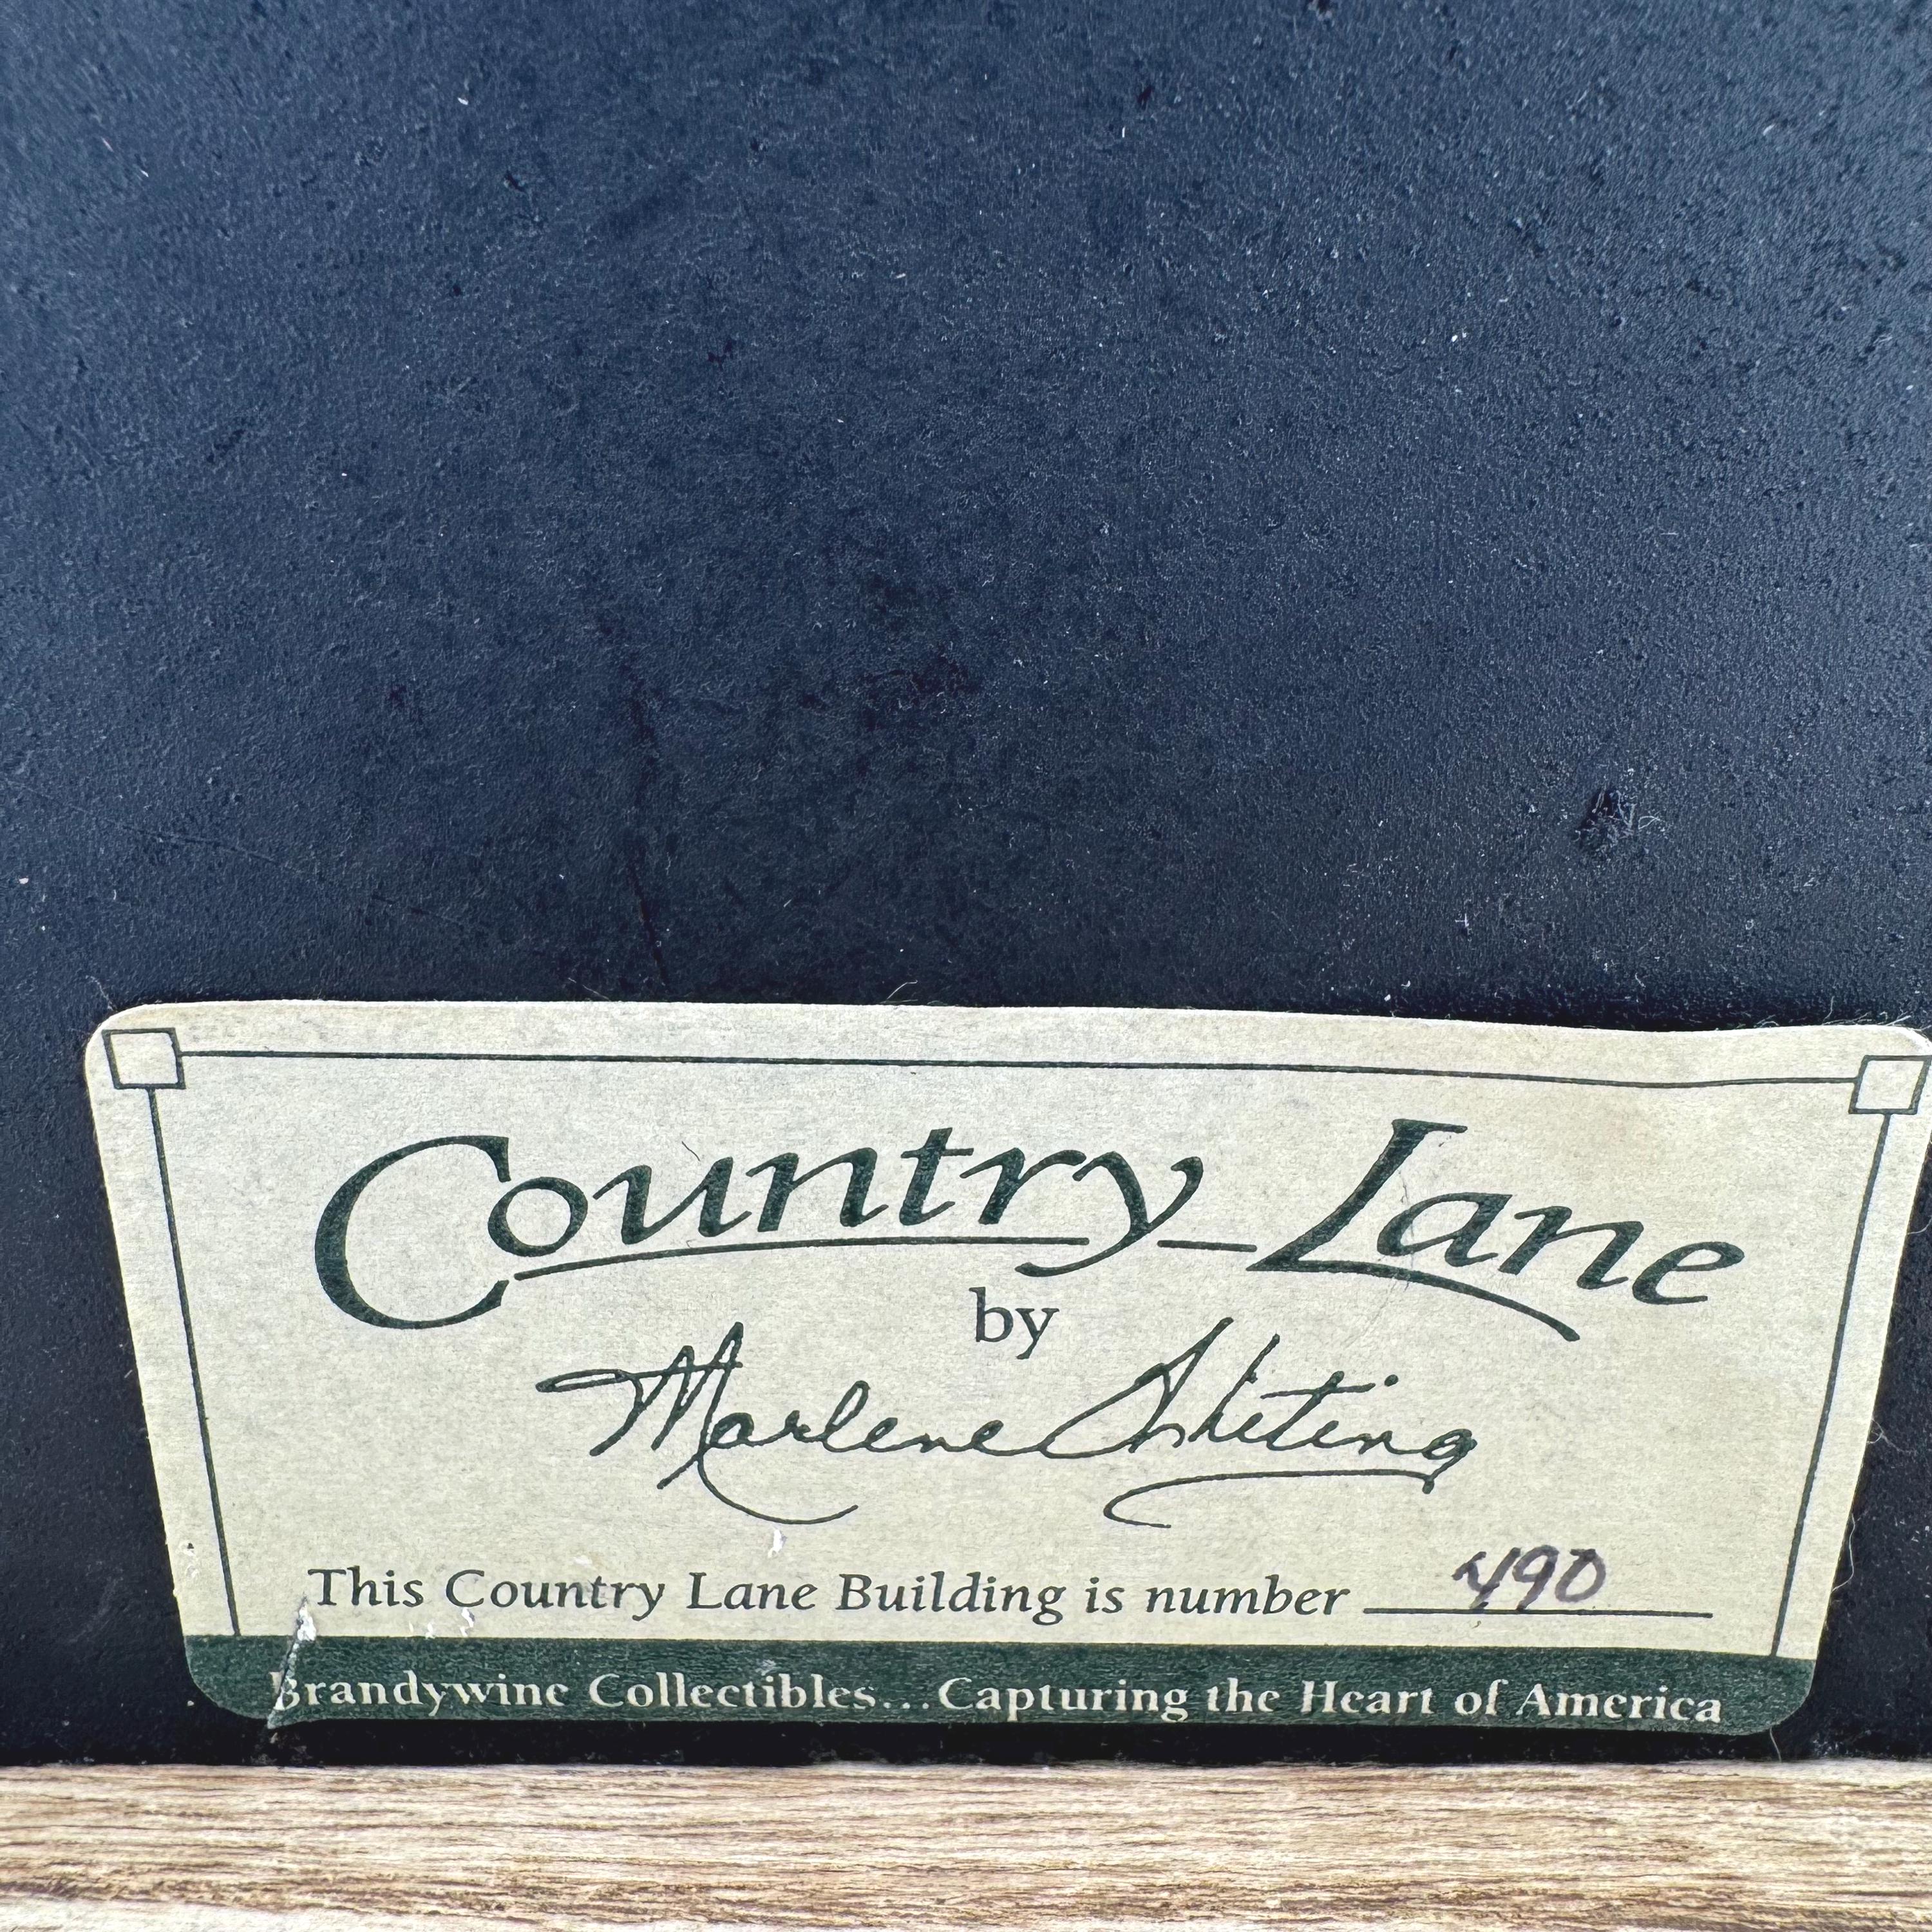 Country Lane
by
Marlene Whiting
This Country Lane Building is number 490
Brandywine Collectibles...Capturing the Heart of America